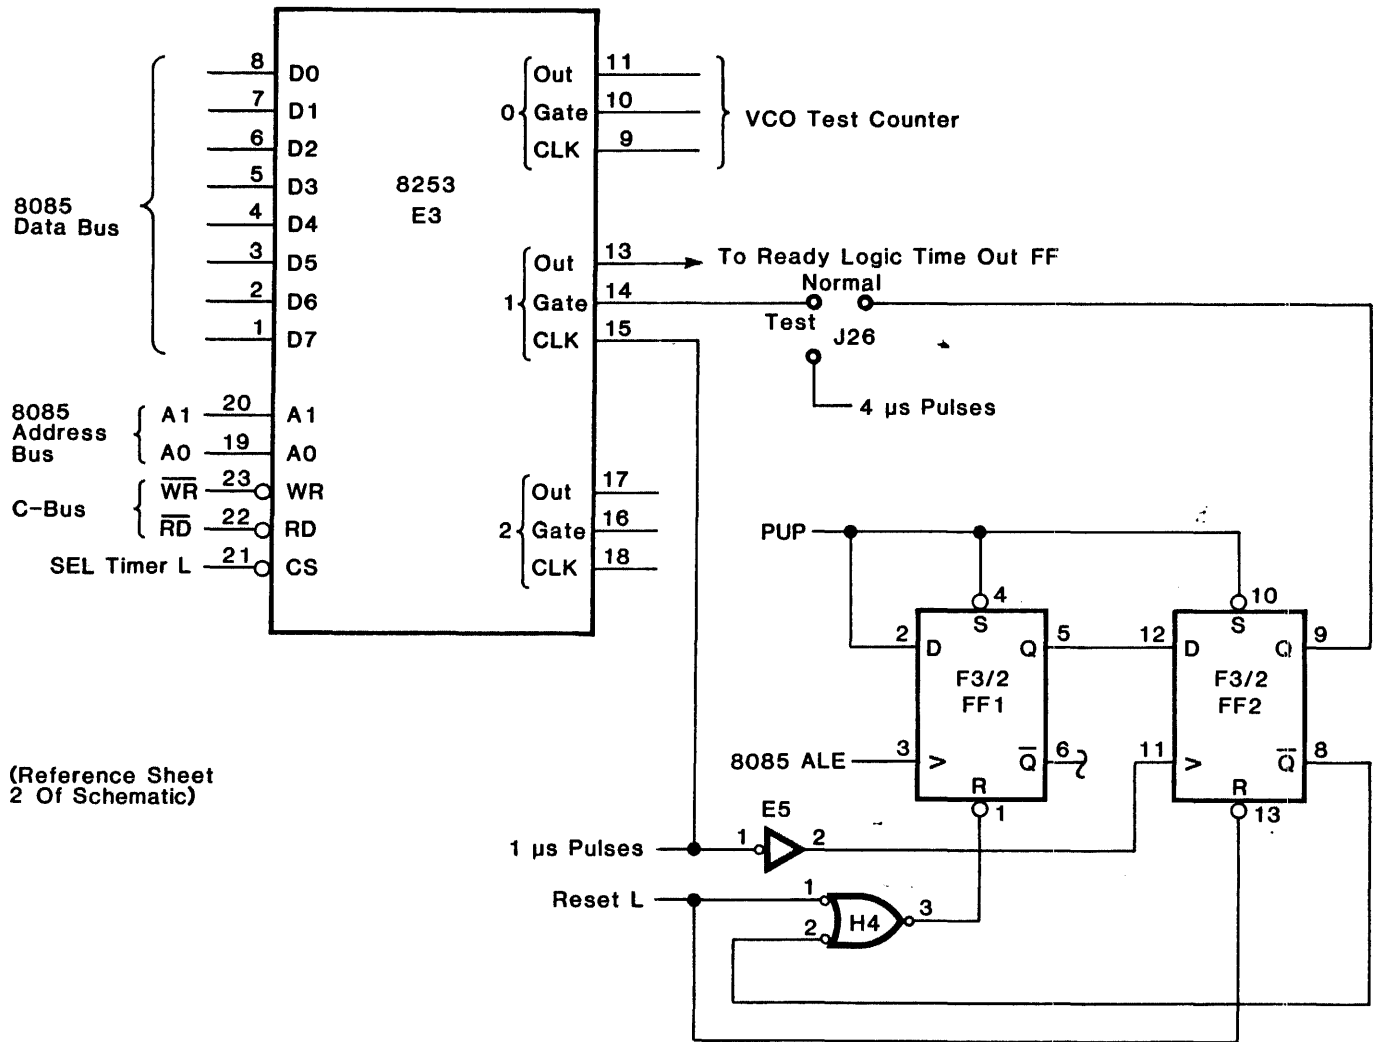 8 D0
7 D1
6 D2
5 D3
4 D4
3 D5
2 D6
1 D7
8085
Data Bus
8253
E3
Out 11
0 Gate 10
CLK 9
VCO Test Counter
Out 13
1 Gate 14
CLK 15
To Ready Logic Time Out FF
Normal
Test
J26
4 µs Pulses
8085
Address
Bus
A1 20 A1
A0 19 A0
C-Bus
WR 23 WR
RD 22 RD
SEL Timer L 21 CS
Out 17
2 Gate 16
CLK 18
PUP
4
S
2 D Q 5
F3/2
FF1
8085 ALE 3 > Q 6
R
1
10
S
12 D Q 9
F3/2
FF2
11 > Q 8
R
13
(Reference Sheet
2 Of Schematic)
E5
1 µs Pulses 1 2
Reset L 1
H4 3
2